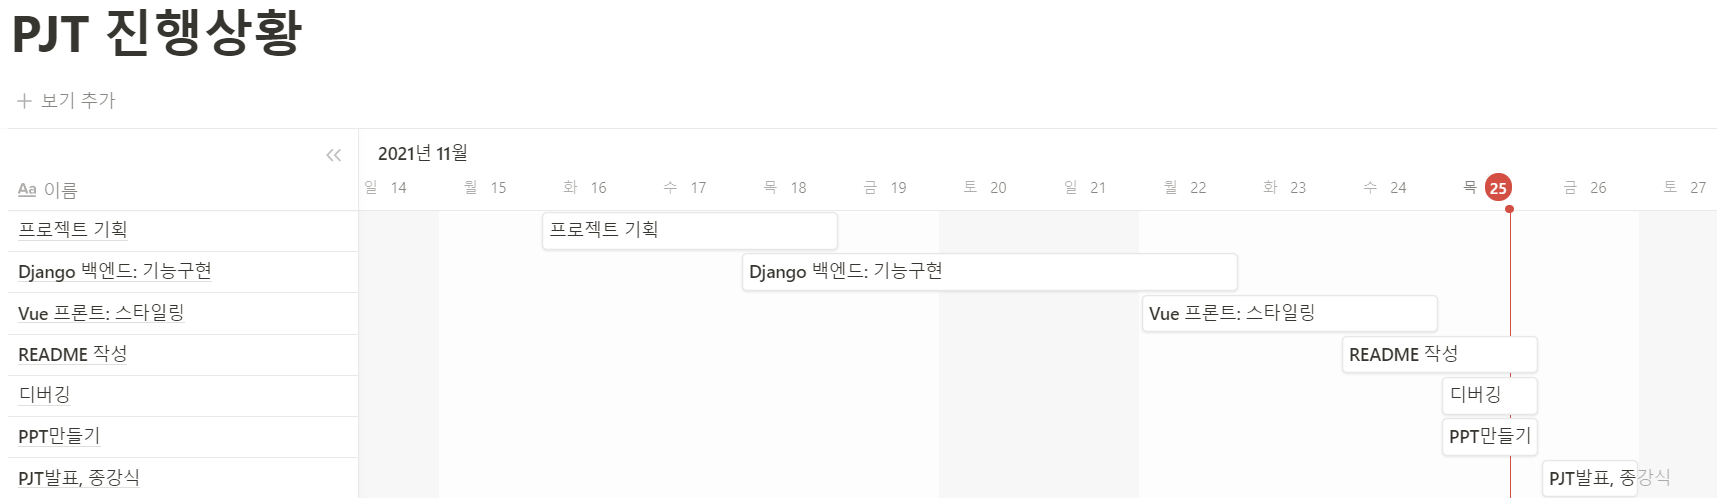 PJT 진행상황
보기 추가
2021년 11월
Aa 이름
일 14 월 15 화 16 수 17 목 18 금 19 토 20 일 21 월 22 화 23 수 24 목 25 금 26 토 27
프로젝트 기획 프로젝트 기획
Django 백엔드: 기능구현 Django 백엔드: 기능구현
Vue 프론트: 스타일링 Vue 프론트: 스타일링
README 작성 README 작성
디버깅 디버깅
PPT만들기 PPT만들기
PJT발표, 종강식 PJT발표, 종강식